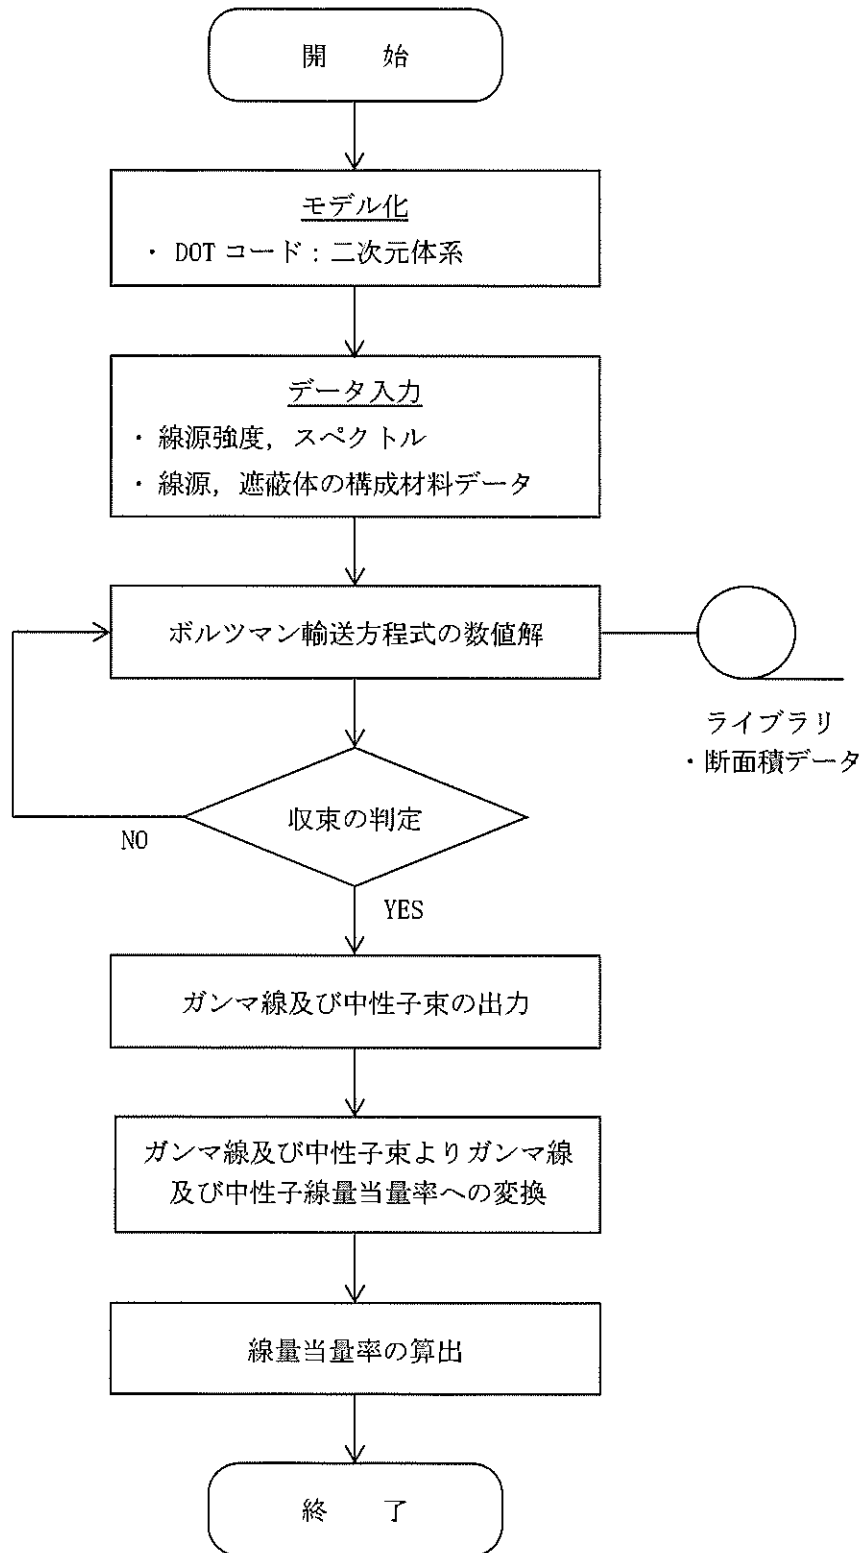 開　　始
モデル化
・ DOT コード：二次元体系
データ入力
・ 線源強度，スペクトル
・ 線源，遮蔽体の構成材料データ
ボルツマン輸送方程式の数値解
ライブラリ
・断面積データ
収束の判定
NO
YES
ガンマ線及び中性子束の出力
ガンマ線及び中性子束よりガンマ線
及び中性子線量当量率への変換
線量当量率の算出
終　　了